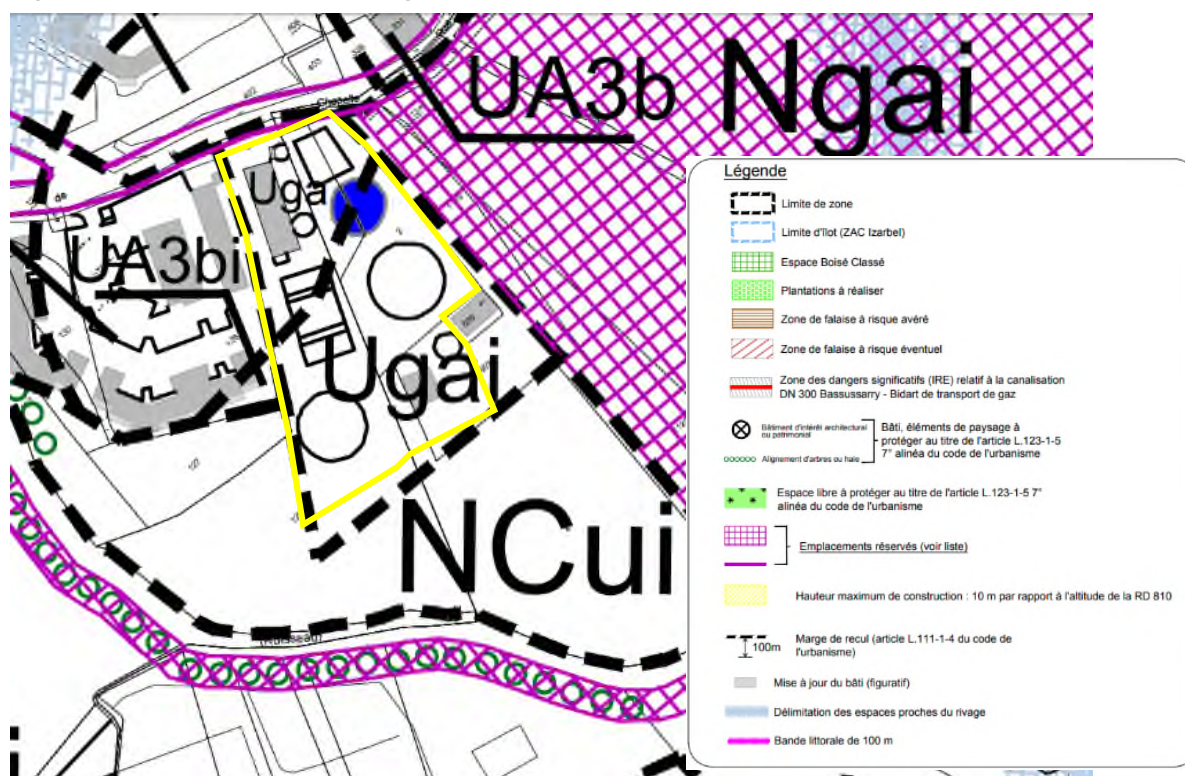 UA3b
Ngai
Uga
UA3bi
Ugai
NCui
(Ruisseau)
de
Légende
Limite de zone
Limite d'îlot (ZAC Izarbel)
Espace Boisé Classé
Plantations à réaliser
Zone de falaise à risque avéré
Zone de falaise à risque éventuel
Zone des dangers significatifs (IRE) relatif à la canalisation
DN 300 Bassussarry - Bidart de transport de gaz
Bâtiment d'intérêt architectural
ou patrimonial
Alignement d'arbres ou haie
Bâti, éléments de paysage à
protéger au titre de l'article L.123-1-5
7° alinéa du code de l'urbanisme
Espace libre à protéger au titre de l'article L.123-1-5 7°
alinéa du code de l'urbanisme
Emplacements réservés (voir liste)
Hauteur maximum de construction : 10 m par rapport à l'altitude de la RD 810
100m
Marge de recul (article L.111-1-4 du code de
l'urbanisme)
Mise à jour du bâti (figuratif)
Délimitation des espaces proches du rivage
Bande littorale de 100 m